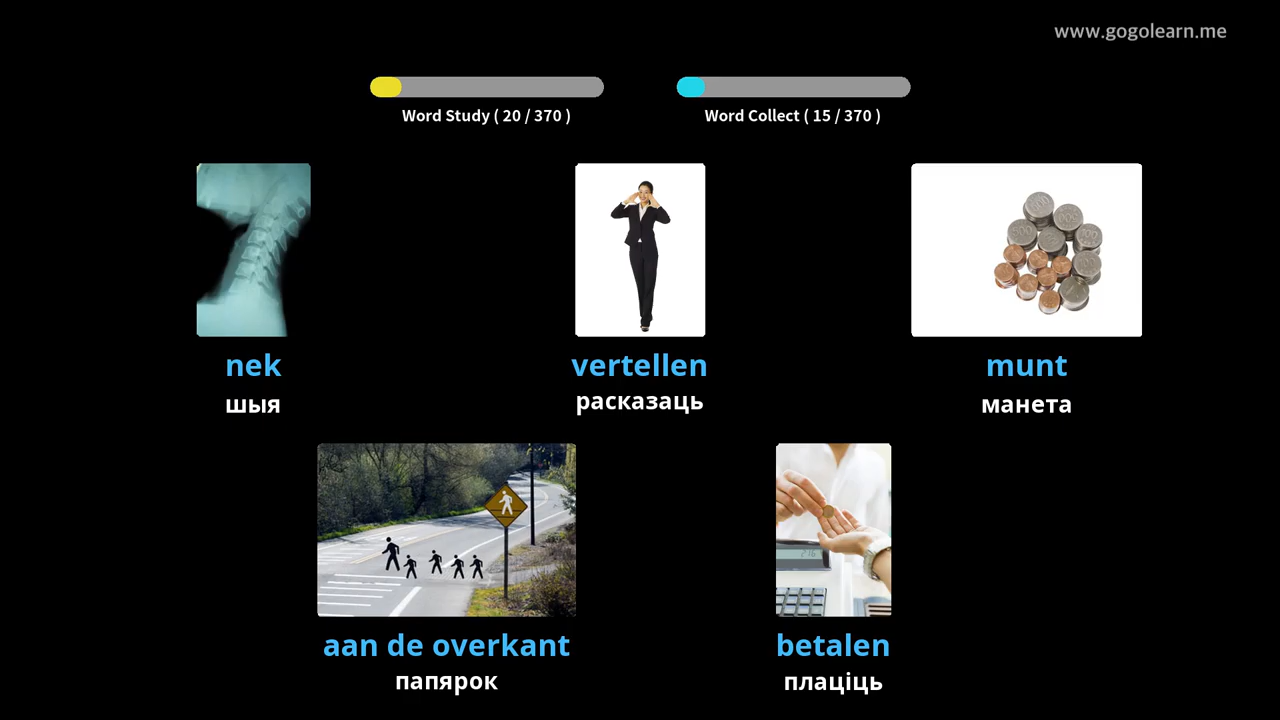 www.gogolearn.me
Word Study ( 20 / 370 )
Word Collect ( 15 / 370 )
nek
шыя
vertellen
расказаць
munt
манета
aan de overkant
папярок
betalen
плаціць